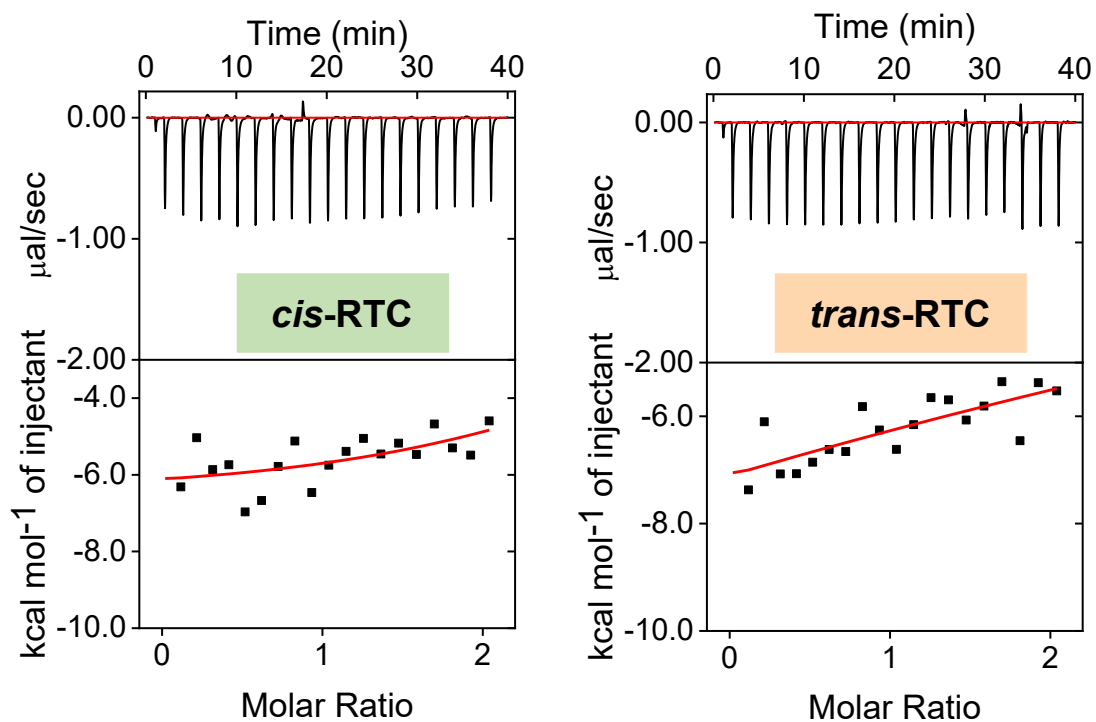 Time (min)
0 10 20 30 40
0.00
-1.00
-2.00
μal/sec
cis-RTC
-4.0
-6.0
-8.0
-10.0
kcal mol-1 of injectant
0 1 2
Molar Ratio
Time (min)
0 10 20 30 40
0.00
-1.00
-2.00
μal/sec
trans-RTC
-6.0
-8.0
-10.0
kcal mol-1 of injectant
0 1 2
Molar Ratio